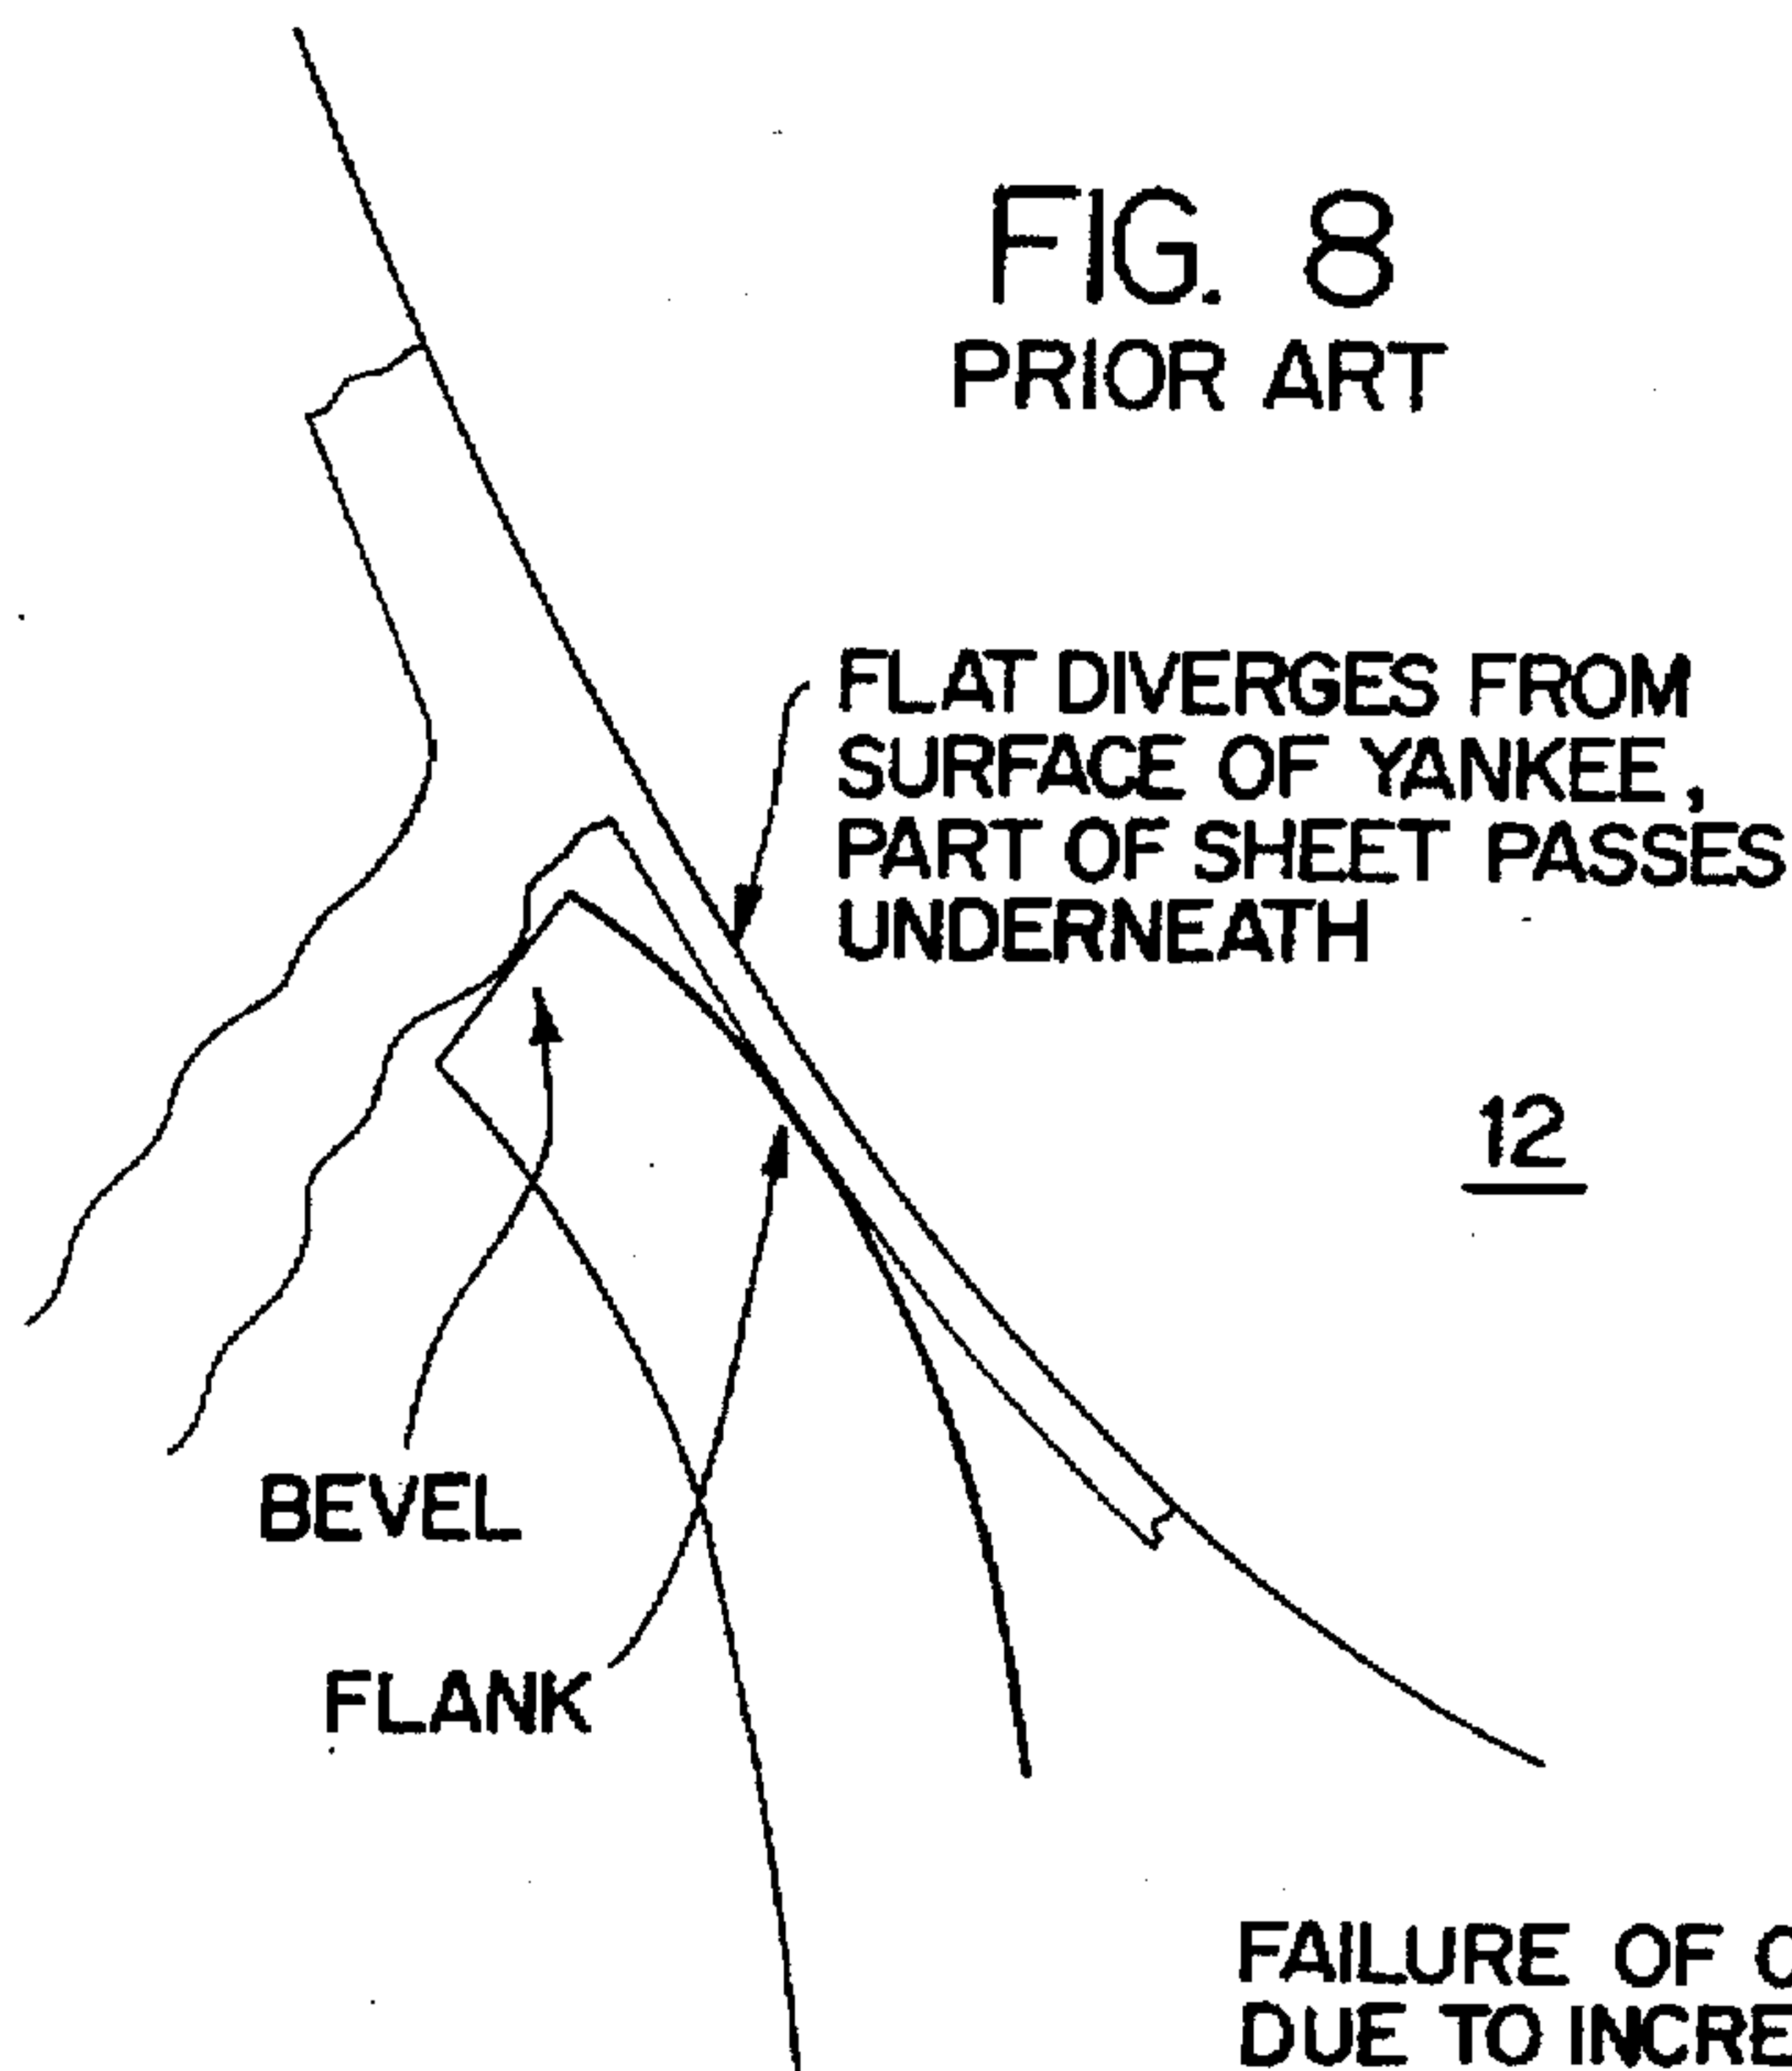 FIG. 8
PRIOR ART
FLAT DIVERGES FROM
SURFACE OF YANKEE,
PART OF SHEET PASSES
UNDERNEATH
12
BEVEL
FLANK
FAILURE OF
DUE TO